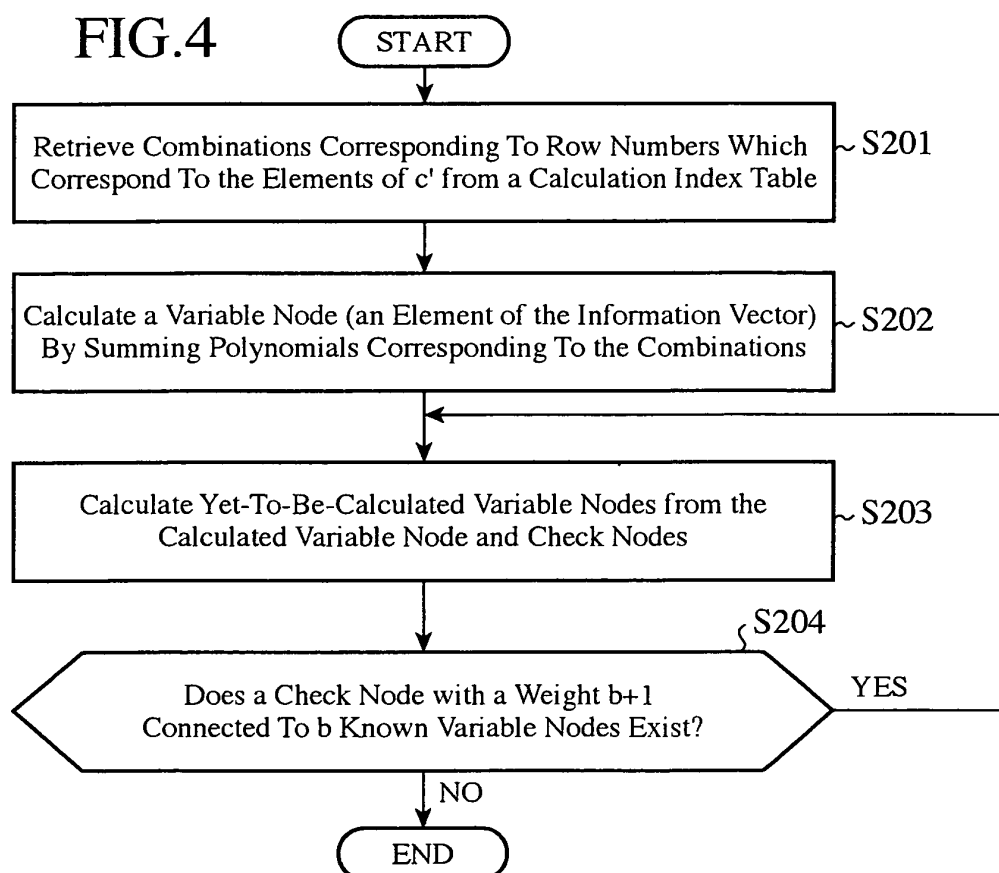 FIG.4
START
Retrieve Combinations Corresponding To Row Numbers Which
Correspond To the Elements of c' from a Calculation Index Table
S201
Calculate a Variable Node (an Element of the Information Vector)
By Summing Polynomials Corresponding To the Combinations
S202
Calculate Yet-To-Be-Calculated Variable Nodes from the
Calculated Variable Node and Check Nodes
S203
S204
Does a Check Node with a Weight b+1
Connected To b Known Variable Nodes Exist?
YES
NO
END